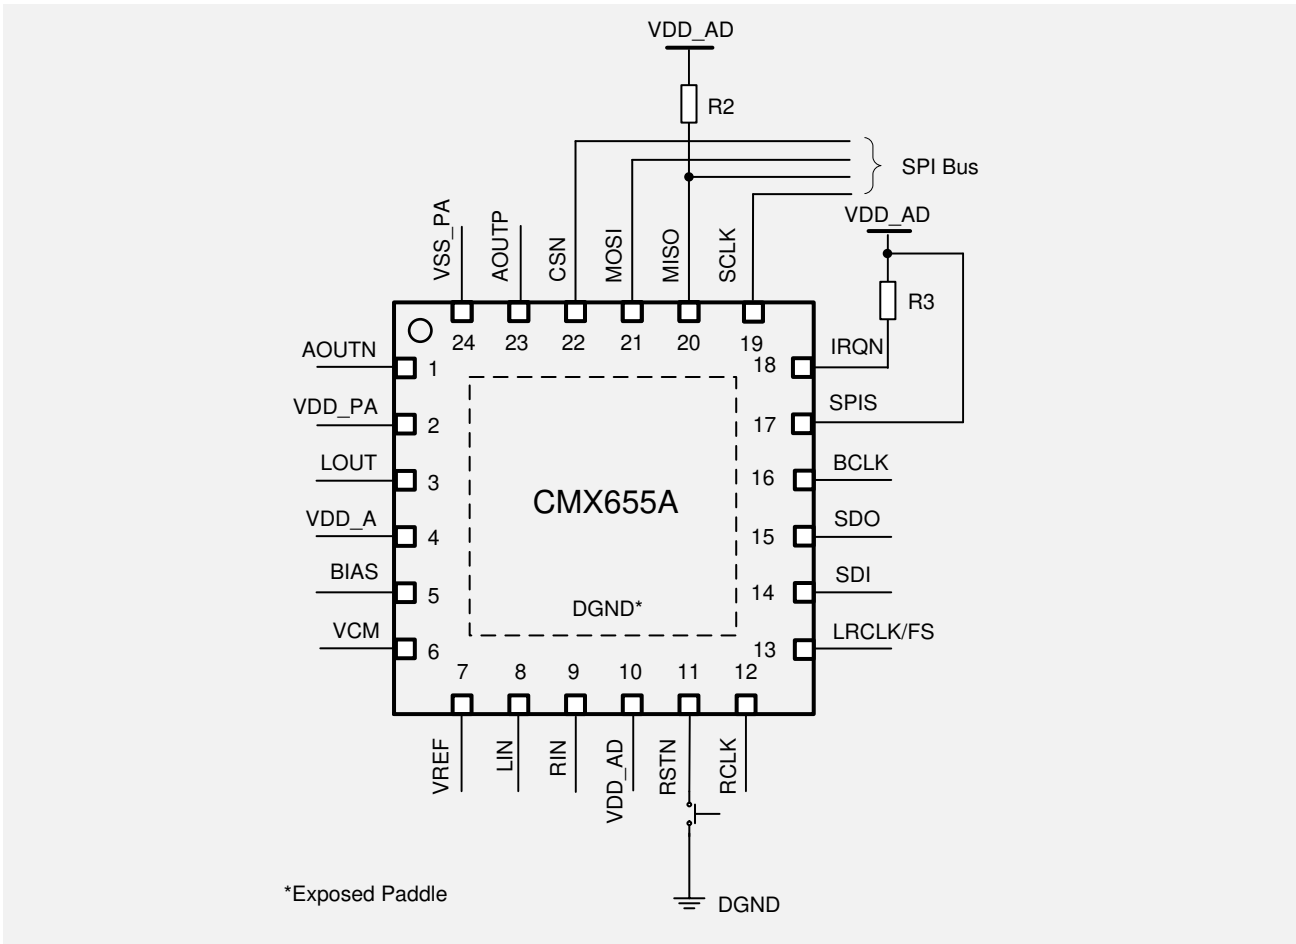 VDD_AD
R2
SPI Bus
VDD_AD
R3
VSS_PA
AOUTP
CSN
MOSI
MISO
SCLK
24
23
22
21
20
19
AOUTN
1
VDD_PA
2
LOUT
3
VDD_A
4
BIAS
5
VCM
6
18
IRQN
17
SPIS
16
BCLK
15
SDO
14
SDI
13
LRCLK/FS
CMX655A
DGND*
7
8
9
10
11
12
VREF
LIN
RIN
VDD_AD
RSTN
RCLK
*Exposed Paddle
DGND